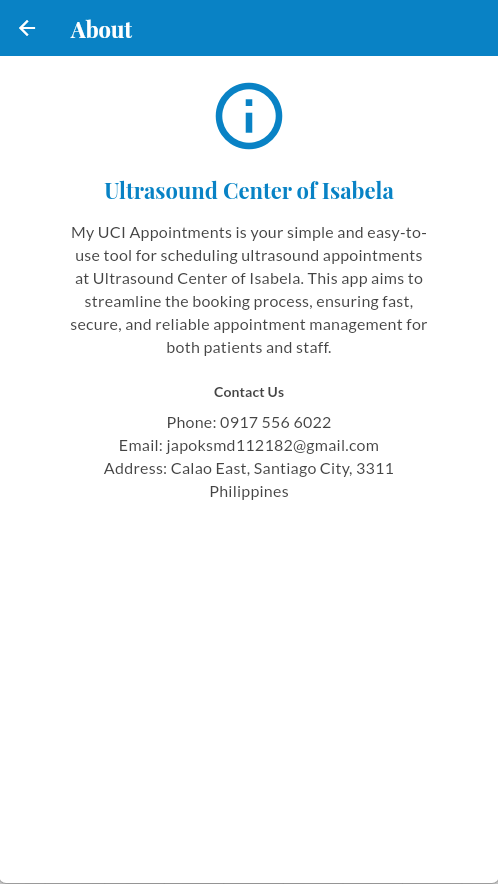 About
Ultrasound Center of Isabela
My UCI Appointments is your simple and easy-to-
use tool for scheduling ultrasound appointments
at Ultrasound Center of Isabela. This app aims to
streamline the booking process, ensuring fast,
secure, and reliable appointment management for
both patients and staff.
Contact Us
Phone: 0917 556 6022
Email: japoksmd112182@gmail.com
Address: Calao East, Santiago City, 3311
Philippines